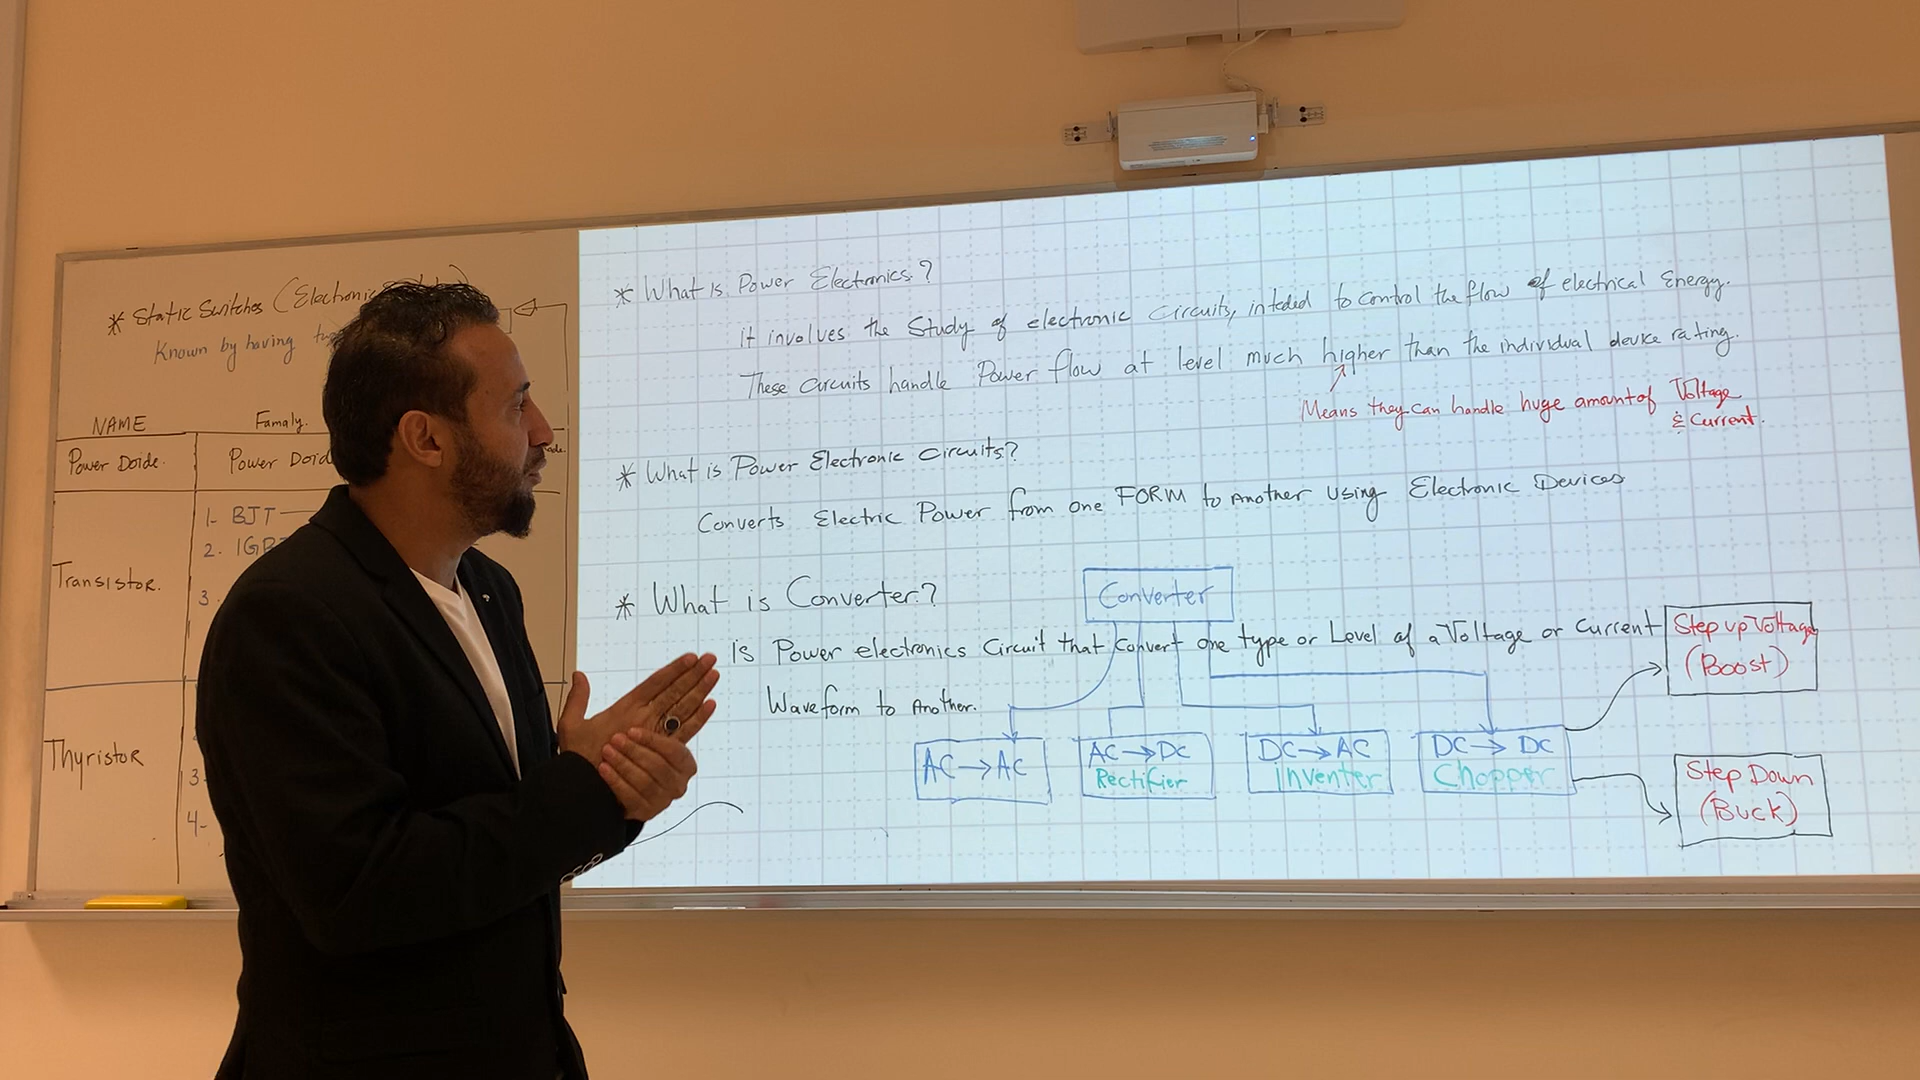 * Static Switches (Electronic
Known by having
NAME
Famaly.
Power Doide.
Power Doid
Transistor.
1- BJT
2. IGB
3.
Thyristor
3-
4-
* What is Power Electronics?
it involves the Study of electronic Circuits, inteded to control the flow of electrical Energy.
These circuits handle Power flow at level much higher than the individual device rating.
Means they can handle huge amount of Voltage
& Current.
* What is Power Electronic Circuits?
Converts Electric Power from one FORM to Another Using Electronic Devices
* What is Converter?
Converter
is Power electronics Circuit that Convert one type or Level of a Voltage or Current
Waveform to Another.
AC → AC
AC → DC
Rectifier
DC → AC
inventer
DC → DC
Chopper
Step up Voltage
(Boost)
Step Down
(Buck)